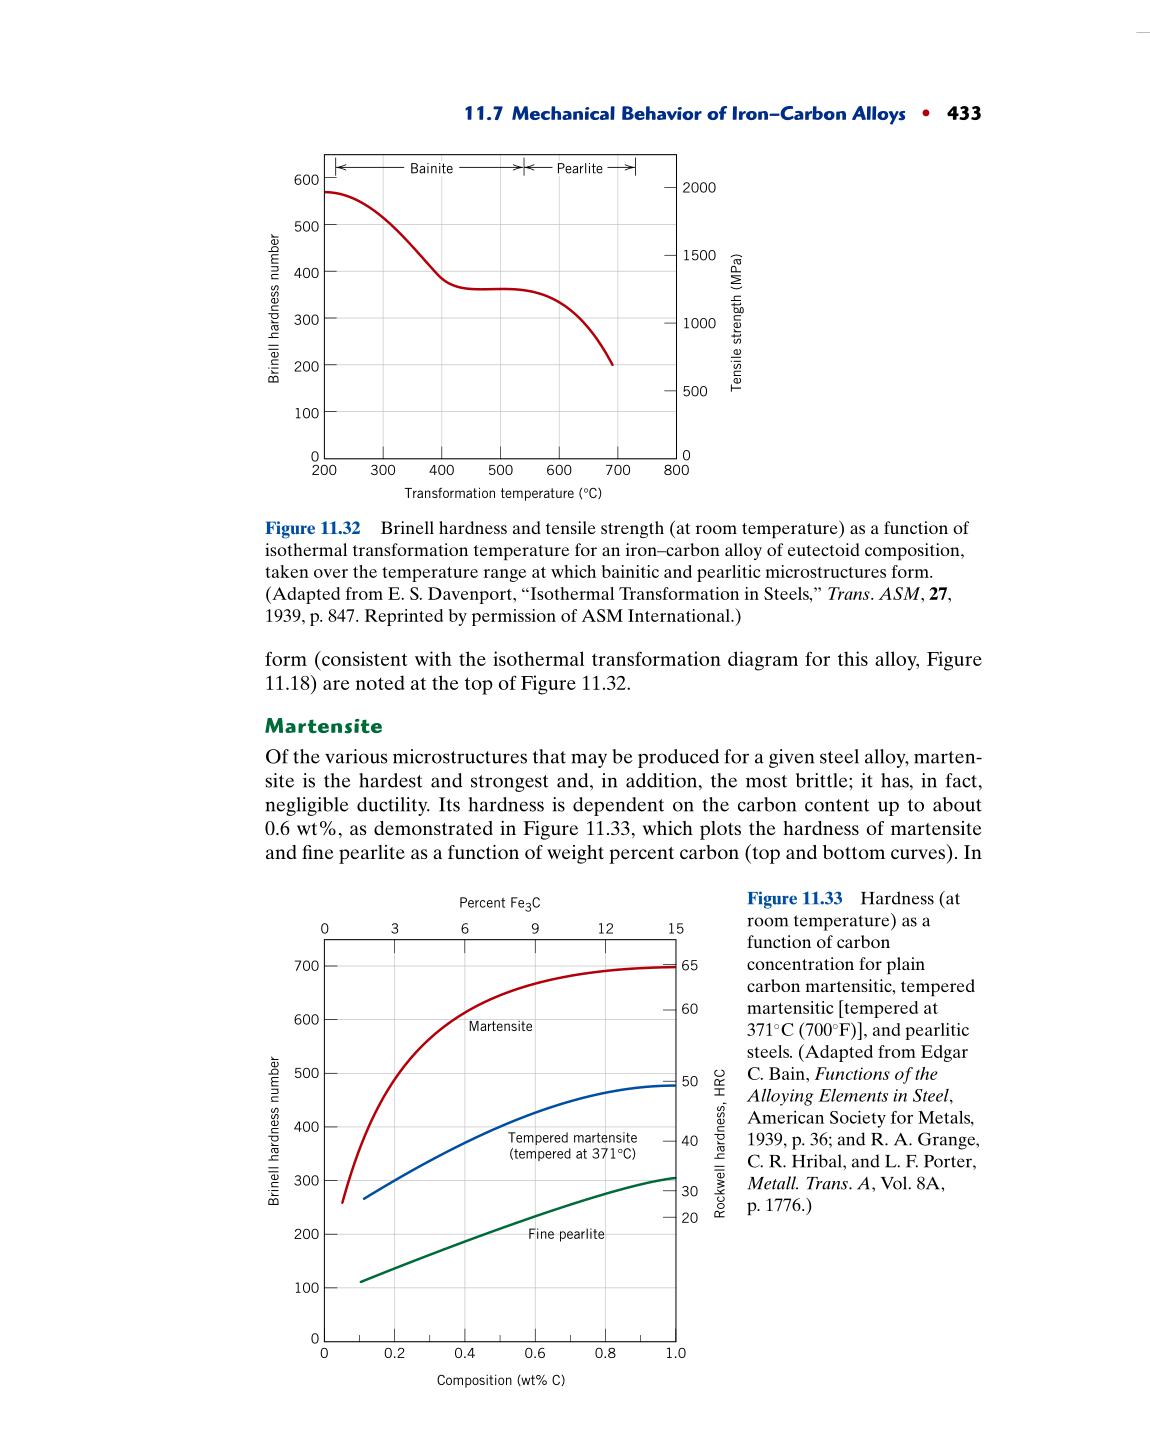 11.7 Mechanical Behavior of Iron–Carbon Alloys • 433
Bainite
Pearlite
600
500
400
300
200
100
0
2000
1500
1000
500
0
Brinell hardness number
Tensile strength (MPa)
200 300 400 500 600 700 800
Transformation temperature (°C)
Figure 11.32 Brinell hardness and tensile strength (at room temperature) as a function of
isothermal transformation temperature for an iron–carbon alloy of eutectoid composition,
taken over the temperature range at which bainitic and pearlitic microstructures form.
(Adapted from E. S. Davenport, “Isothermal Transformation in Steels,” Trans. ASM, 27,
1939, p. 847. Reprinted by permission of ASM International.)
form (consistent with the isothermal transformation diagram for this alloy, Figure
11.18) are noted at the top of Figure 11.32.
Martensite
Of the various microstructures that may be produced for a given steel alloy, marten-
site is the hardest and strongest and, in addition, the most brittle; it has, in fact,
negligible ductility. Its hardness is dependent on the carbon content up to about
0.6 wt%, as demonstrated in Figure 11.33, which plots the hardness of martensite
and fine pearlite as a function of weight percent carbon (top and bottom curves). In
Percent Fe3C
0 3 6 9 12 15
700
600
500
400
300
200
100
0
65
60
50
40
30
20
Brinell hardness number
Rockwell hardness, HRC
Martensite
Tempered martensite
(tempered at 371°C)
Fine pearlite
0 0.2 0.4 0.6 0.8 1.0
Composition (wt% C)
Figure 11.33 Hardness (at
room temperature) as a
function of carbon
concentration for plain
carbon martensitic, tempered
martensitic [tempered at
371°C (700°F)], and pearlitic
steels. (Adapted from Edgar
C. Bain, Functions of the
Alloying Elements in Steel,
American Society for Metals,
1939, p. 36; and R. A. Grange,
C. R. Hribal, and L. F. Porter,
Metall. Trans. A, Vol. 8A,
p. 1776.)